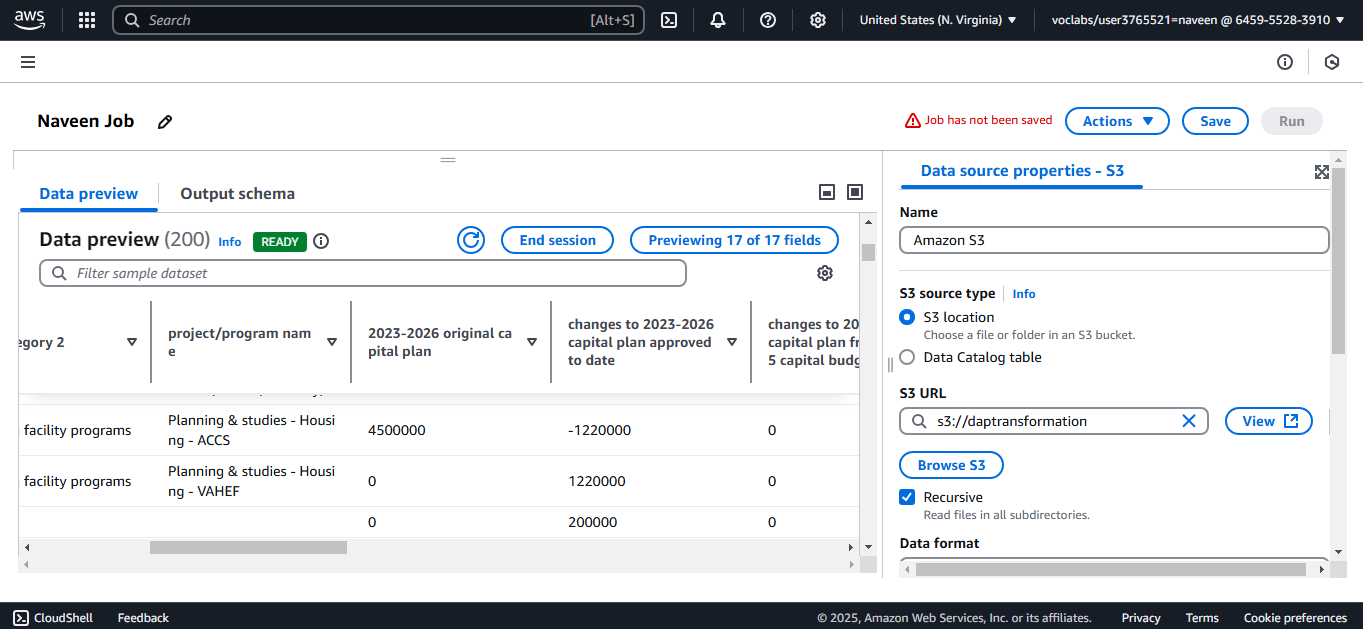 aws
Search
[Alt+S]
United States (N. Virginia)
voclabs/user3765521=naveen @ 6459-5528-3910
Naveen Job
Job has not been saved
Actions
Save
Run
Data preview
Output schema
Data preview (200) Info READY
End session
Previewing 17 of 17 fields
Filter sample dataset
egory 2
project/program nam
e
2023-2026 original ca
pital plan
changes to 2023-2026
capital plan approved
to date
changes to 20
capital plan fr
5 capital budg
facility programs
Planning & studies - Housi
ng - ACCS
4500000
-1220000
0
facility programs
Planning & studies - Housi
ng - VAHEF
0
1220000
0
0
200000
0
Data source properties - S3
Name
Amazon S3
S3 source type
Info
S3 location
Choose a file or folder in an S3 bucket.
Data Catalog table
S3 URL
s3://daptransformation
View
Browse S3
Recursive
Read files in all subdirectories.
Data format
CloudShell
Feedback
© 2025, Amazon Web Services, Inc. or its affiliates.
Privacy
Terms
Cookie preferences